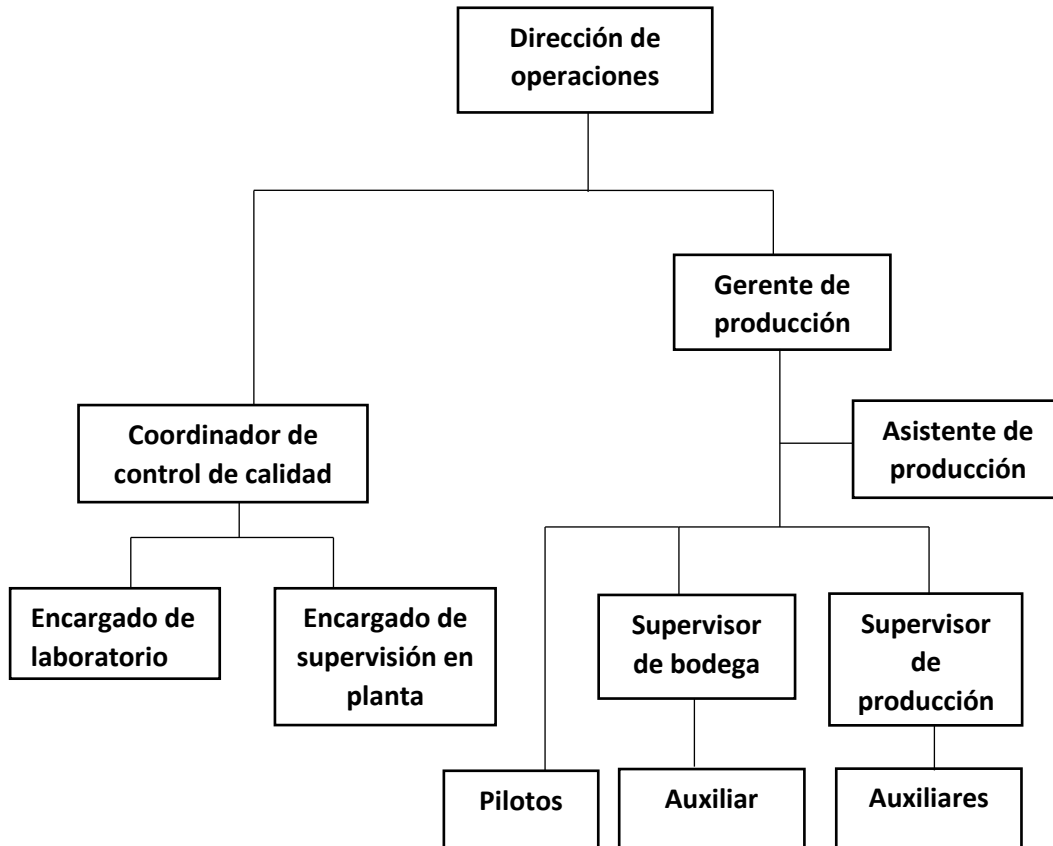 Dirección de
operaciones
Gerente de
producción
Coordinador de
control de calidad
Asistente de
producción
Encargado de
laboratorio
Encargado de
supervisión en
planta
Supervisor
de bodega
Supervisor
de
producción
Pilotos
Auxiliar
Auxiliares